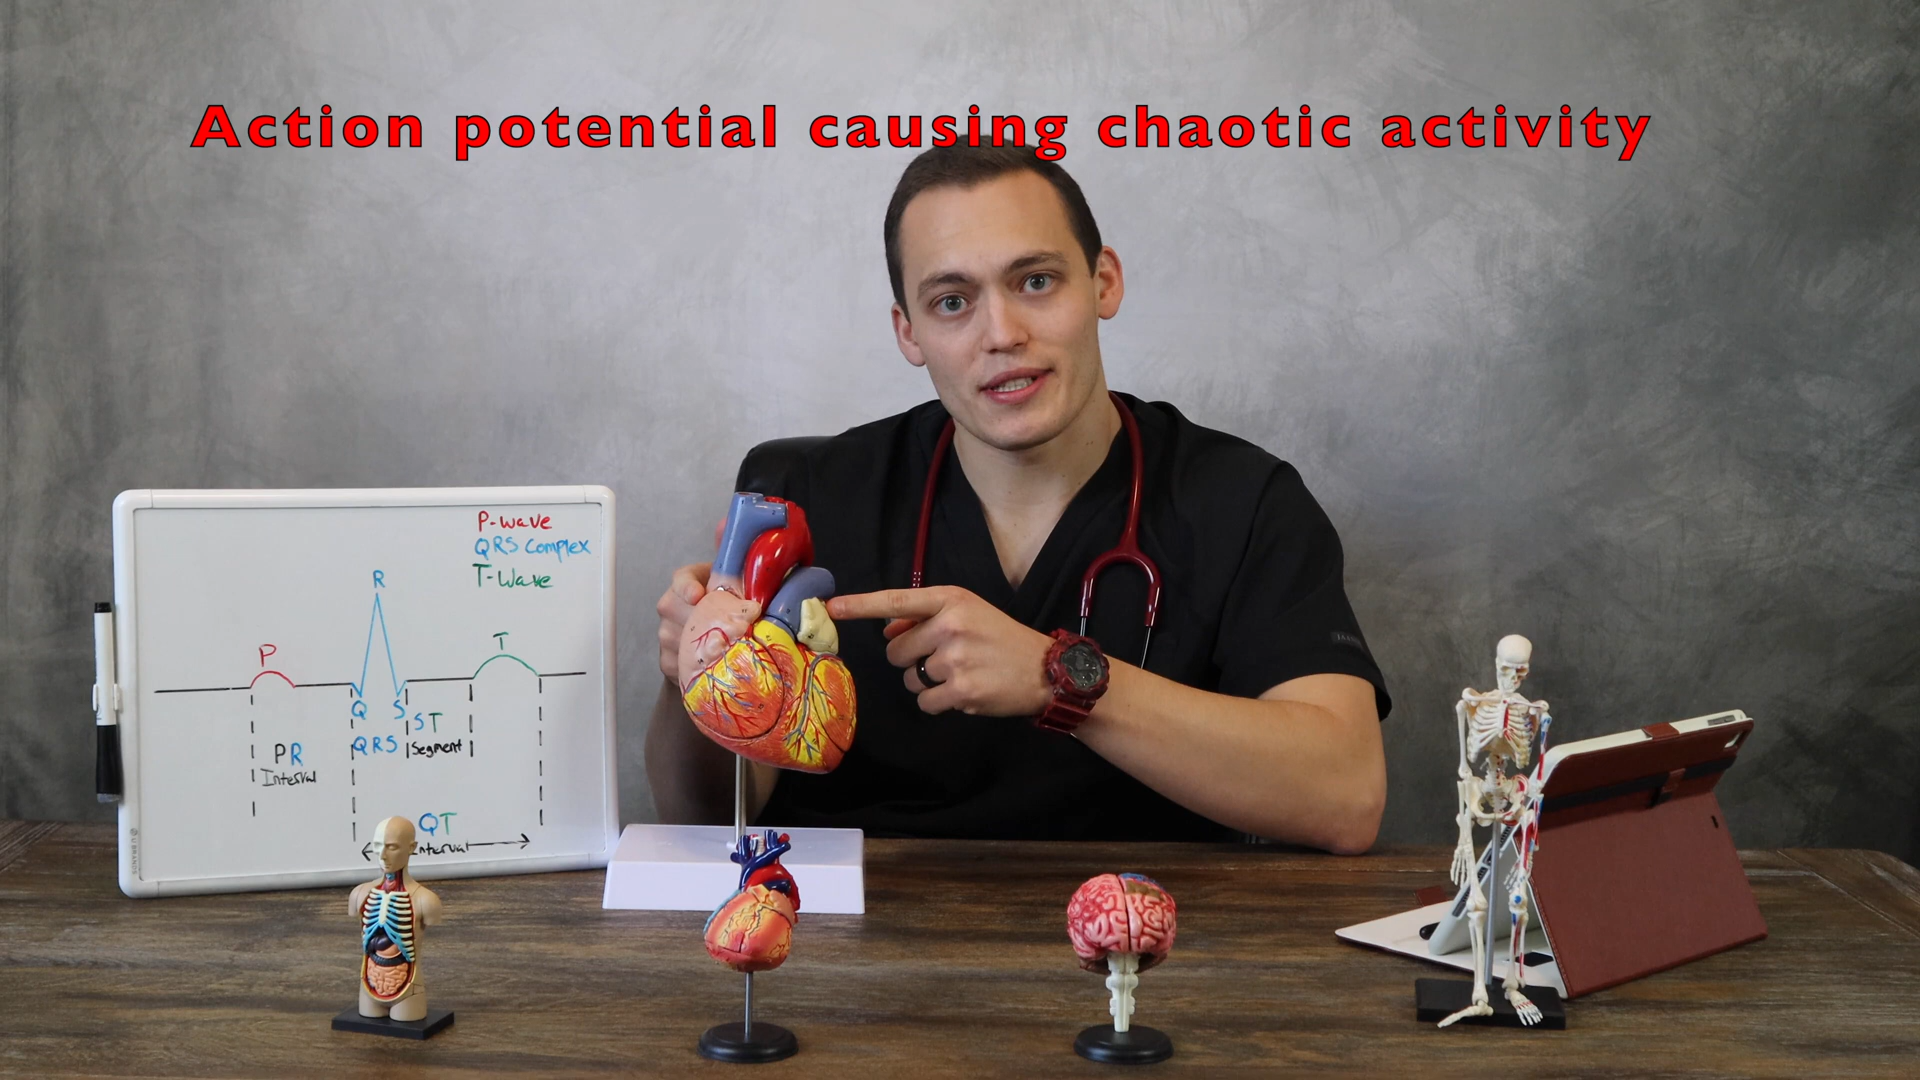 Action potential causing chaotic activity
P-wave
QRS Complex
T-Wave
R
P
T
Q
S
ST
Segment
QRS
PR
Interval
QT
Interval